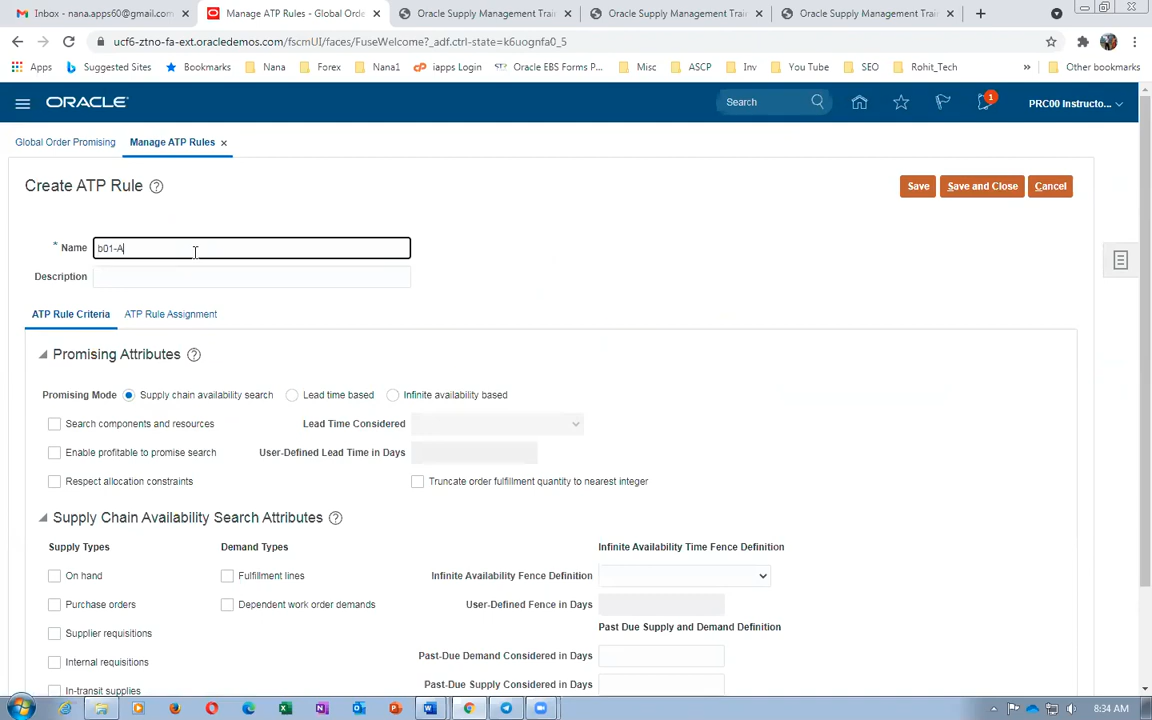 Inbox - nana.apps60@gmail.com
Manage ATP Rules - Global Orde
Oracle Supply Management Train
Oracle Supply Management Train
Oracle Supply Management Train
ucf6-ztno-fa-ext.oracledemos.com/fscmUI/faces/FuseWelcome?_adf.ctrl-state=k6uognfa0_5
Apps Suggested Sites Bookmarks Nana Forex Nana1 iapps Login Oracle EBS Forms P... Misc ASCP Inv You Tube SEO Rohit_Tech » Other bookmarks
ORACLE Search 1 PRC00 Instructo...
Global Order Promising Manage ATP Rules
Create ATP Rule Save Save and Close Cancel
* Name b01-A
Description
ATP Rule Criteria ATP Rule Assignment
Promising Attributes
Promising Mode Supply chain availability search Lead time based Infinite availability based
Search components and resources Lead Time Considered
Enable profitable to promise search User-Defined Lead Time in Days
Respect allocation constraints Truncate order fulfillment quantity to nearest integer
Supply Chain Availability Search Attributes
Supply Types Demand Types Infinite Availability Time Fence Definition
On hand Fulfillment lines Infinite Availability Fence Definition
Purchase orders Dependent work order demands User-Defined Fence in Days
Past Due Supply and Demand Definition
Supplier requisitions
Internal requisitions Past-Due Demand Considered in Days
In-transit supplies Past-Due Supply Considered in Days
8:34 AM